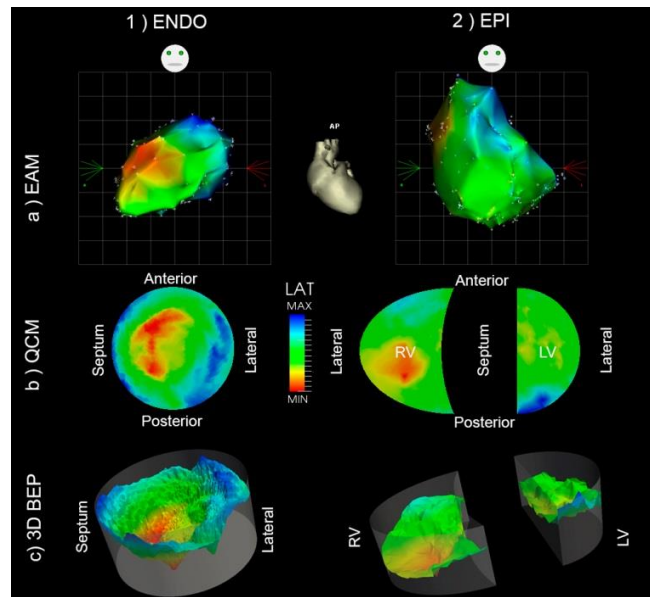 1 ) ENDO
2 ) EPI
a ) EAM
AP
b ) QCM
Anterior
Septum
Lateral
Posterior
LAT
MAX
MIN
Anterior
Lateral
RV
Septum
LV
Lateral
Posterior
c) 3D BEP
Septum
Lateral
RV
LV